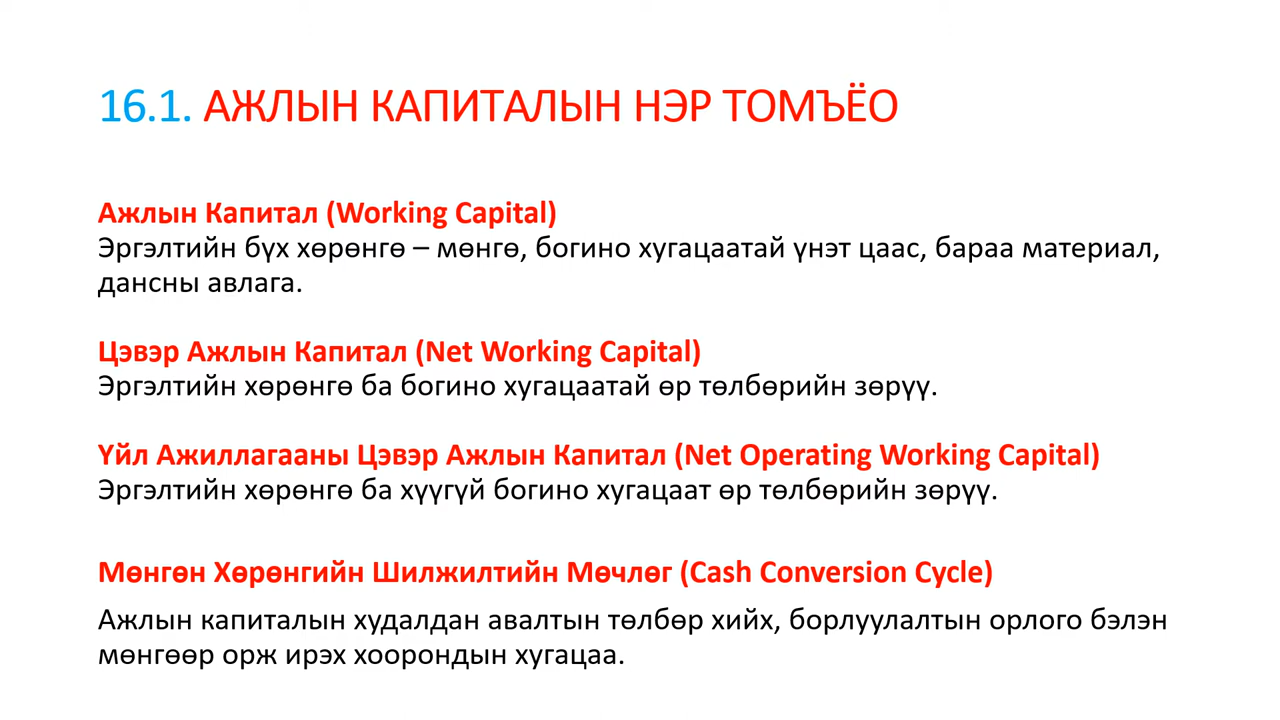 16.1. АЖЛЫН КАПИТАЛЫН НЭР ТОМЪЁО
Ажлын Капитал (Working Capital)
Эргэлтийн бүх хөрөнгө – мөнгө, богино хугацаатай үнэт цаас, бараа материал,
дансны авлага.
Цэвэр Ажлын Капитал (Net Working Capital)
Эргэлтийн хөрөнгө ба богино хугацаатай өр төлбөрийн зөрүү.
Үйл Ажиллагааны Цэвэр Ажлын Капитал (Net Operating Working Capital)
Эргэлтийн хөрөнгө ба хүүгүй богино хугацаат өр төлбөрийн зөрүү.
Мөнгөн Хөрөнгийн Шилжилтийн Мөчлөг (Cash Conversion Cycle)
Ажлын капиталын худалдан авалтын төлбөр хийх, борлуулалтын орлого бэлэн
мөнгөөр орж ирэх хоорондын хугацаа.